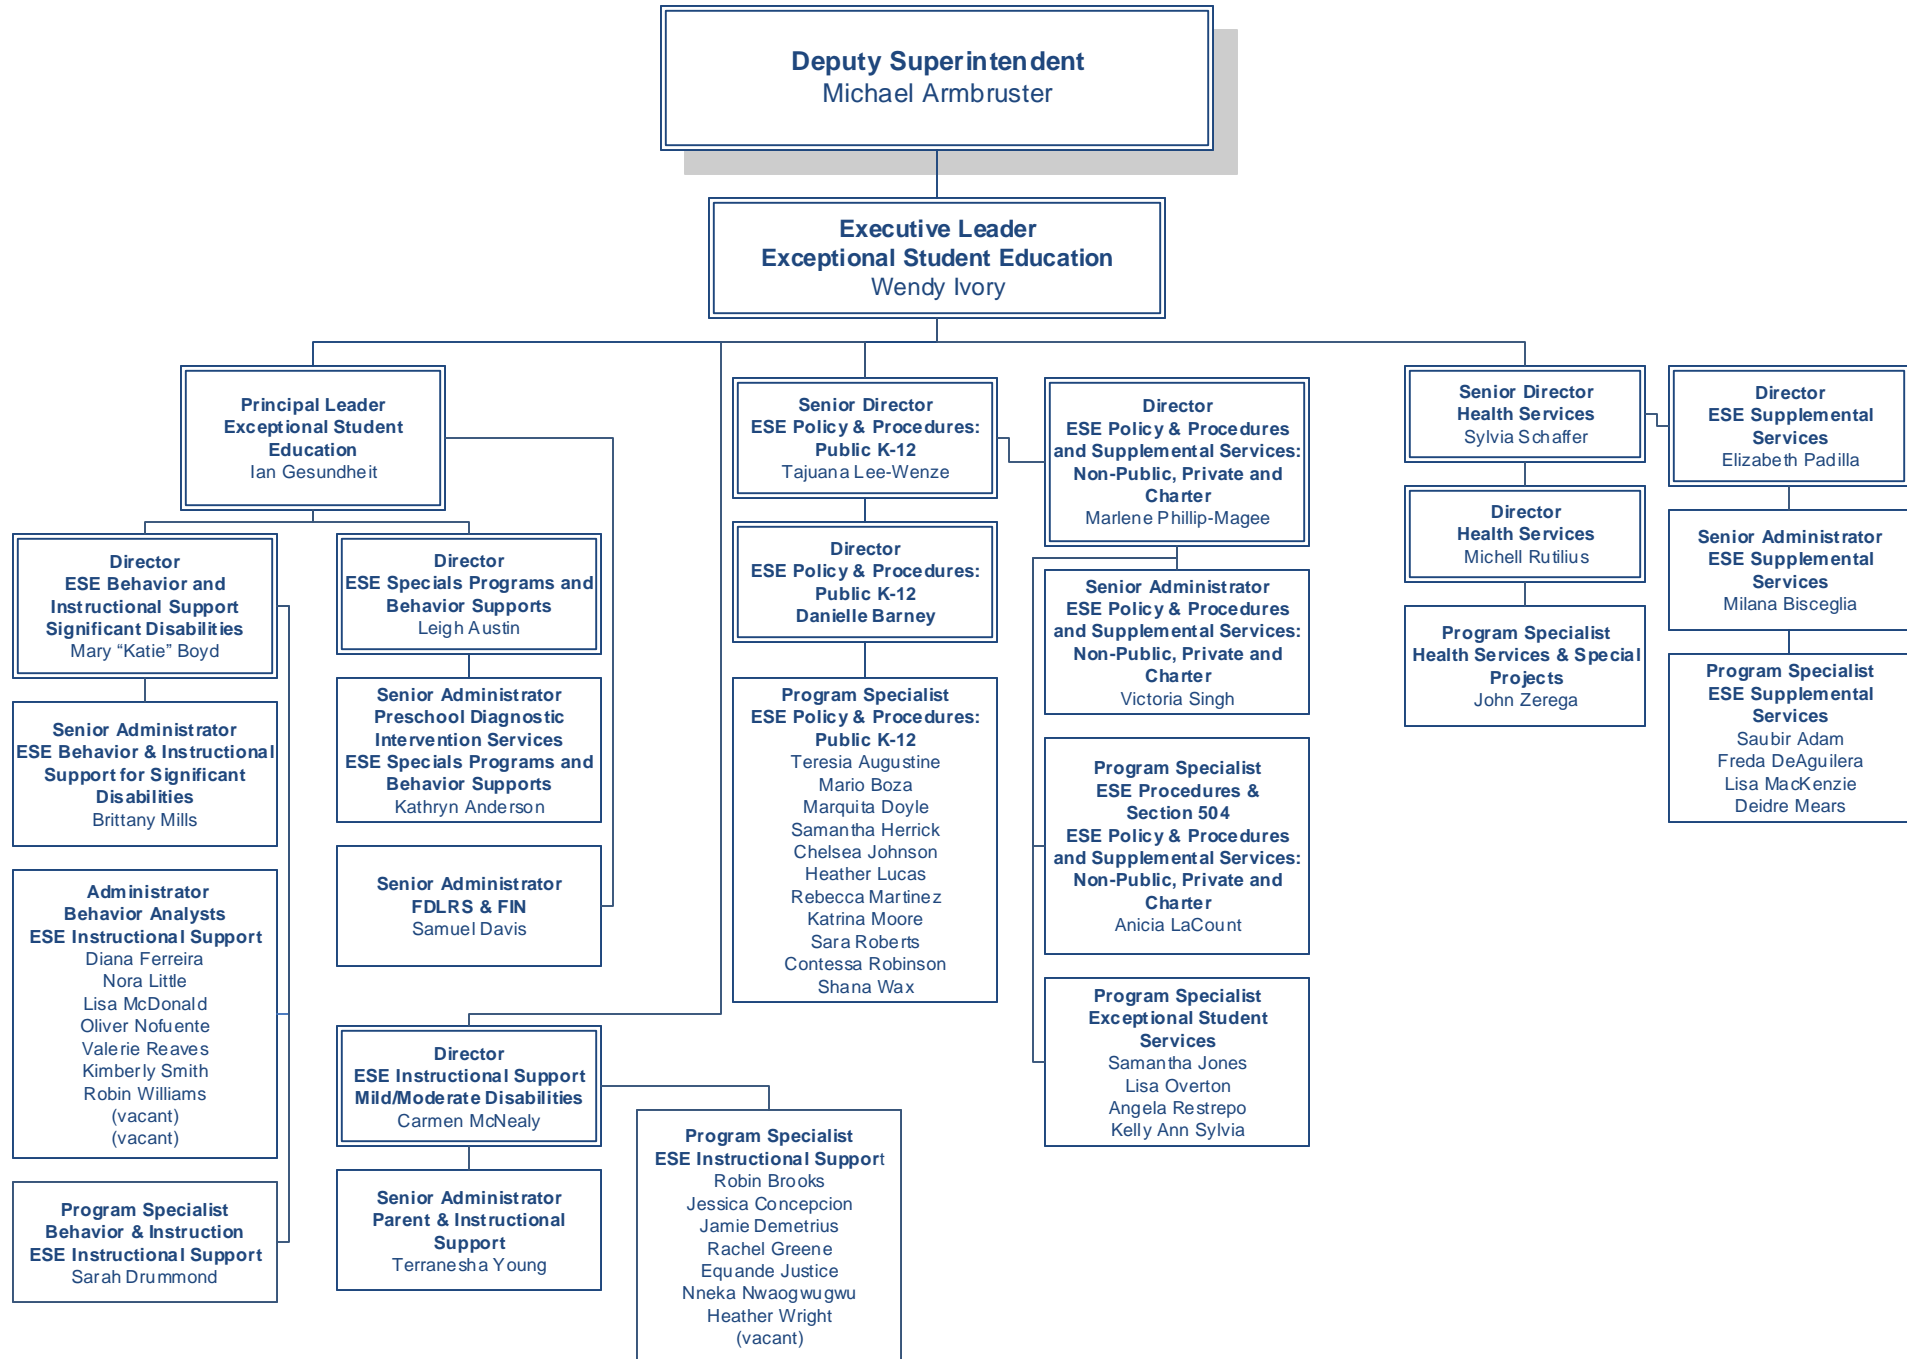 Deputy Superintendent
Michael Armbruster
Executive Leader
Exceptional Student Education
Wendy Ivory
Principal Leader
Exceptional Student
Education
Ian Gesundheit
Director
ESE Behavior and
Instructional Support
Significant Disabilities
Mary “Katie” Boyd
Senior Administrator
ESE Behavior & Instructional
Support for Significant
Disabilities
Brittany Mills
Administrator
Behavior Analysts
ESE Instructional Support
Diana Ferreira
Nora Little
Lisa McDonald
Oliver Nofuente
Valerie Reaves
Kimberly Smith
Robin Williams
(vacant)
(vacant)
Program Specialist
Behavior & Instruction
ESE Instructional Support
Sarah Drummond
Director
ESE Specials Programs and
Behavior Supports
Leigh Austin
Senior Administrator
Preschool Diagnostic
Intervention Services
ESE Specials Programs and
Behavior Supports
Kathryn Anderson
Senior Administrator
FDLRS & FIN
Samuel Davis
Director
ESE Instructional Support
Mild/Moderate Disabilities
Carmen McNealy
Senior Administrator
Parent & Instructional
Support
Terranesha Young
Program Specialist
ESE Instructional Support
Robin Brooks
Jessica Concepcion
Jamie Demetrius
Rachel Greene
Equande Justice
Nneka Nwaogwugwu
Heather Wright
(vacant)
Senior Director
ESE Policy & Procedures:
Public K-12
Tajuana Lee-Wenze
Director
ESE Policy & Procedures:
Public K-12
Danielle Barney
Program Specialist
ESE Policy & Procedures:
Public K-12
Teresia Augustine
Mario Boza
Marquita Doyle
Samantha Herrick
Chelsea Johnson
Heather Lucas
Rebecca Martinez
Katrina Moore
Sara Roberts
Contessa Robinson
Shana Wax
Director
ESE Policy & Procedures
and Supplemental Services:
Non-Public, Private and
Charter
Marlene Phillip-Magee
Senior Administrator
ESE Policy & Procedures
and Supplemental Services:
Non-Public, Private and
Charter
Victoria Singh
Program Specialist
ESE Procedures &
Section 504
ESE Policy & Procedures
and Supplemental Services:
Non-Public, Private and
Charter
Anicia LaCount
Program Specialist
Exceptional Student
Services
Samantha Jones
Lisa Overton
Angela Restrepo
Kelly Ann Sylvia
Senior Director
Health Services
Sylvia Schaffer
Director
Health Services
Michell Rutilius
Program Specialist
Health Services & Special
Projects
John Zerega
Director
ESE Supplemental
Services
Elizabeth Padilla
Senior Administrator
ESE Supplemental
Services
Milana Bisceglia
Program Specialist
ESE Supplemental
Services
Saubir Adam
Freda DeAguilera
Lisa MacKenzie
Deidre Mears